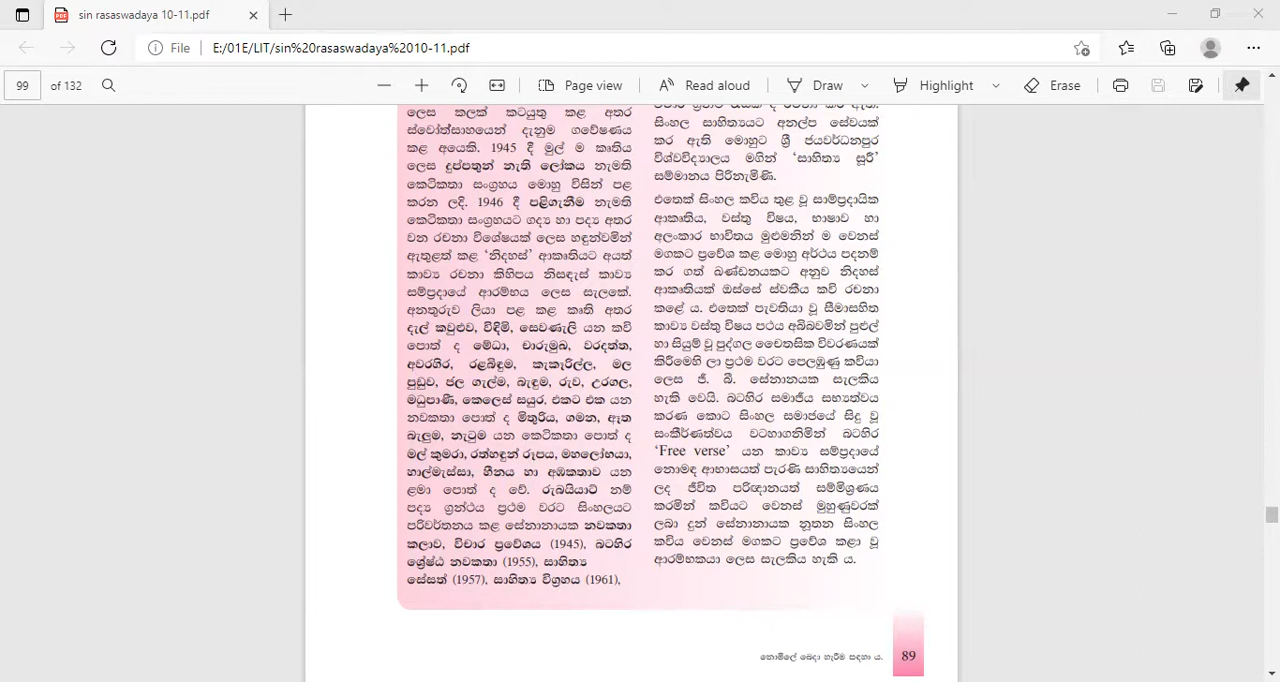 sin rasaswadaya 10-11.pdf
File
E:/01E/LIT/sin%20rasaswadaya%2010-11.pdf
99 of 132
Page view
Read aloud
Draw
Highlight
Erase
ලෙස කලක් කටයුතු කළ අතර
ස්වෝත්සාහයෙන් දැනුම ගවේෂණය
කළ අයෙකි. 1945 දී මුල් ම කෘතිය
ලෙස දුප්පතුන් නැති ලෝකය නැමති
කෙටිකතා සංග්‍රහය මොහු විසින් පළ
කරන ලදි. 1946 දී පළිගැනීම නැමති
කෙටිකතා සංග්‍රහයට ගද්‍ය හා පද්‍ය අතර
වන රචනා විශේෂයක් ලෙස හඳුන්වමින්
ඇතුළත් කළ ‘නිදහස්’ ආකෘතියට අයත්
කාව්‍ය රචනා කිහිපය නිසඳැස් කාව්‍ය
සම්ප්‍රදායේ ආරම්භය ලෙස සැලකේ.
අනතුරුව ලියා පළ කළ කෘති අතර
දැල් කවුළුව, විඳිමි, සෙවණැලි යන කවි
පොත් ද මේධා, චාරුමුඛ, වරදත්ත,
අවරගිර, රළබිඳුම, කැකෑරිල්ල, මල
පුඩුව, ජල ගැල්ම, බැඳුම, රුව, උරගල,
මධුපාණී, කෙලෙස් සයුර, එකට එක යන
නවකතා පොත් ද මිතුරිය, ගමන, ඈත
බැලුම, නැටුම යන කෙටිකතා පොත් ද
මල් කුමරා, රත්හඳුන් රූපය, මහලෝභයා,
හාල්මැස්සා, හීනය හා අඹකතාව යන
ළමා පොත් ද වේ. රුබයියාට් නම්
පද්‍ය ග්‍රන්ථය ප්‍රථම වරට සිංහලයට
පරිවර්තනය කළ සේනානායක නවකතා
කලාව, විචාර ප්‍රවේශය (1945), බටහිර
ශ්‍රේෂ්ඨ නවකතා (1955), සාහිත්‍ය
සේසත් (1957), සාහිත්‍ය විග්‍රහය (1961),
විචාර ග්‍රන්ථ රැසක් ද රචනා කර ඇත.
සිංහල සාහිත්‍යයට අනල්ප සේවයක්
කර ඇති මොහුට ශ්‍රී ජයවර්ධනපුර
විශ්වවිද්‍යාලය මගින් ‘සාහිත්‍ය සූරී’
සම්මානය පිරිනැමිණි.
එතෙක් සිංහල කවිය තුළ වූ සාම්ප්‍රදායික
ආකෘතිය, වස්තු විෂය, භාෂාව හා
අලංකාර භාවිතය මුළුමනින් ම වෙනස්
මගකට ප්‍රවේශ කළ මොහු අර්ථය පදනම්
කර ගත් ඛණ්ඩනයකට අනුව නිදහස්
ආකෘතියක් ඔස්සේ ස්වකීය කවි රචනා
කළේ ය. එතෙක් පැවතියා වූ සීමාසහිත
කාව්‍ය වස්තු විෂය පථය අබිබවමින් පුළුල්
හා සියුම් වූ පුද්ගල චෛතසික විවරණයක්
කිරීමෙහි ලා ප්‍රථම වරට පෙලඹුණු කවියා
ලෙස ජී. බී. සේනානයක සැලකිය
හැකි වෙයි. බටහිර සමාජීය සභ්‍යත්වය
කරණ කොට සිංහල සමාජයේ සිදු වූ
සංකීර්ණත්වය වටහාගනිමින් බටහිර
‘Free verse’ යන කාව්‍ය සම්ප්‍රදායේ
නොමඳ ආභාසයත් පැරණි සාහිත්‍යයෙන්
ලද ජීවිත පරිඥානයත් සම්මිශ්‍රණය
කරමින් කවියට වෙනස් මුහුණුවරක්
ලබා දුන් සේනානායක නූතන සිංහල
කවිය වෙනස් මගකට ප්‍රවේශ කළා වූ
ආරම්භකයා ලෙස සැලකිය හැකි ය.
නොමිලේ බෙදා හැරීම සඳහා ය.
89